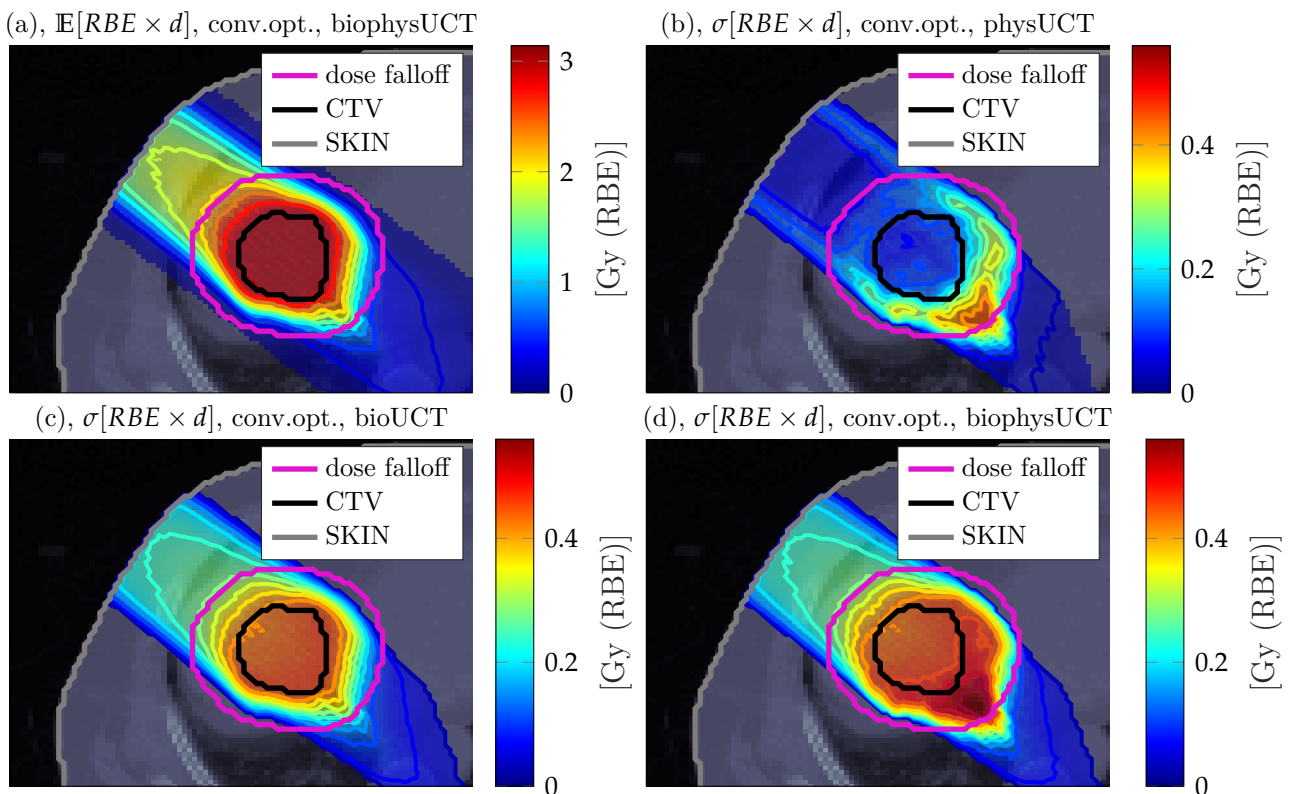 (a), 𝔼[RBE × d], conv.opt., biophysUCT
dose falloff
CTV
SKIN
3
2
1
0
[Gy (RBE)]
(b), σ[RBE × d], conv.opt., physUCT
dose falloff
CTV
SKIN
0.4
0.2
0
[Gy (RBE)]
(c), σ[RBE × d], conv.opt., bioUCT
dose falloff
CTV
SKIN
0.4
0.2
0
[Gy (RBE)]
(d), σ[RBE × d], conv.opt., biophysUCT
dose falloff
CTV
SKIN
0.4
0.2
0
[Gy (RBE)]